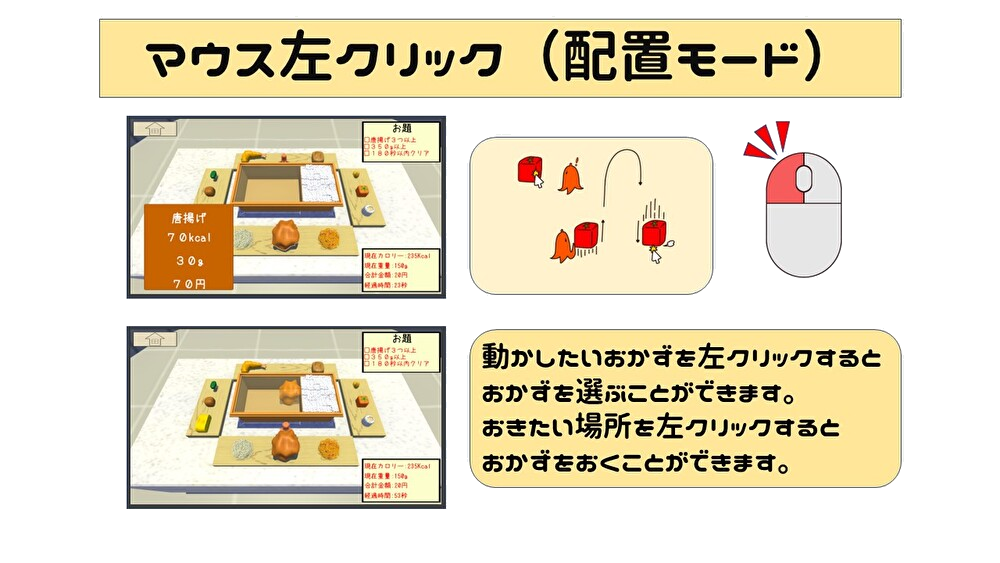 マウス左クリック（配置モード）
お題
□唐揚げ３つ以上
□３５０g以上
□１８０秒以内クリア
唐揚げ
７０kcal
３０g
７０円
現在カロリー:235Kcal
現在重量:150g
合計金額:20円
経過時間:23秒
お題
□唐揚げ３つ以上
□３５０g以上
□１８０秒以内クリア
現在カロリー:235Kcal
現在重量:150g
合計金額:20円
経過時間:53秒
動かしたいおかずを左クリックすると
おかずを選ぶことができます。
おきたい場所を左クリックすると
おかずをおくことができます。